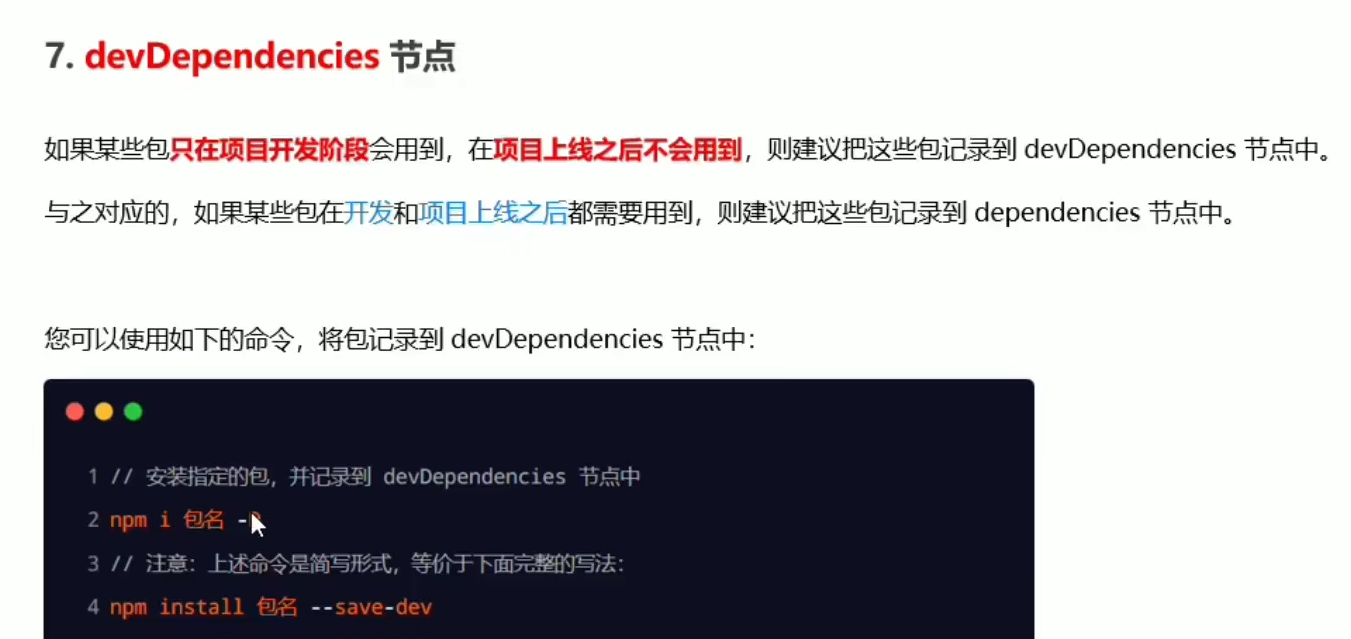 7. devDependencies 节点
如果某些包只在项目开发阶段会用到，在项目上线之后不会用到，则建议把这些包记录到 devDependencies 节点中。
与之对应的，如果某些包在开发和项目上线之后都需要用到，则建议把这些包记录到 dependencies 节点中。
您可以使用如下的命令，将包记录到 devDependencies 节点中：
1 // 安装指定的包，并记录到 devDependencies 节点中
2 npm i 包名 -
3 // 注意：上述命令是简写形式，等价于下面完整的写法：
4 npm install 包名 --save-dev